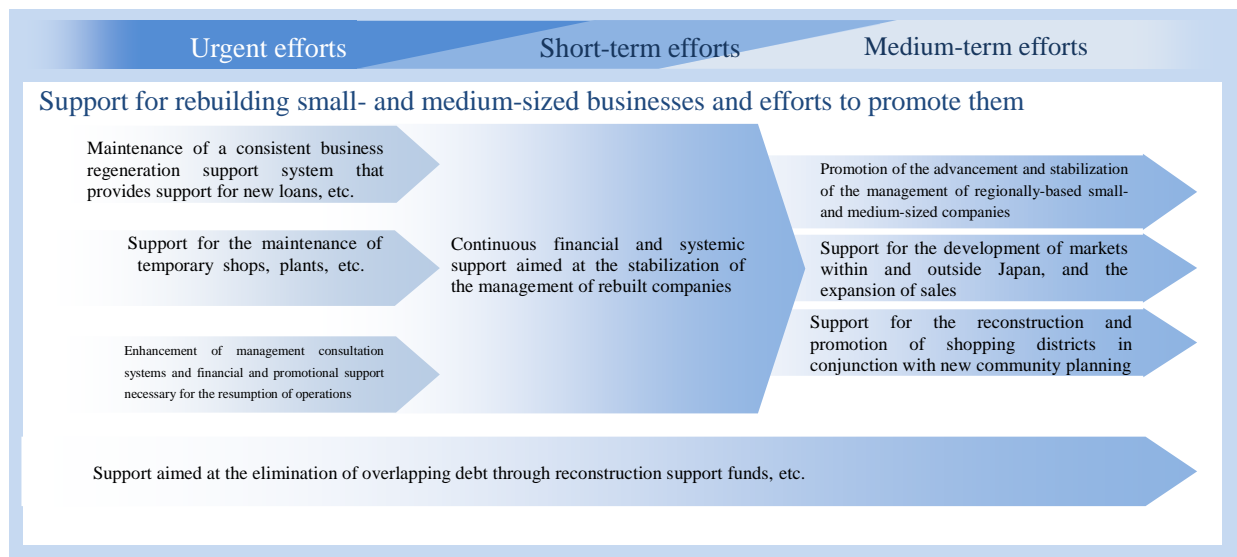 Urgent efforts
Short-term efforts
Medium-term efforts
Support for rebuilding small- and medium-sized businesses and efforts to promote them
Maintenance of a consistent business
regeneration support system that
provides support for new loans, etc.
Support for the maintenance of
temporary shops, plants, etc.
Enhancement of management consultation
systems and financial and promotional support
necessary for the resumption of operations
Continuous financial and systemic
support aimed at the stabilization of
the management of rebuilt companies
Promotion of the advancement and stabilization
of the management of regionally-based small-
and medium-sized companies
Support for the development of markets
within and outside Japan, and the
expansion of sales
Support for the reconstruction and
promotion of shopping districts in
conjunction with new community planning
Support aimed at the elimination of overlapping debt through reconstruction support funds, etc.